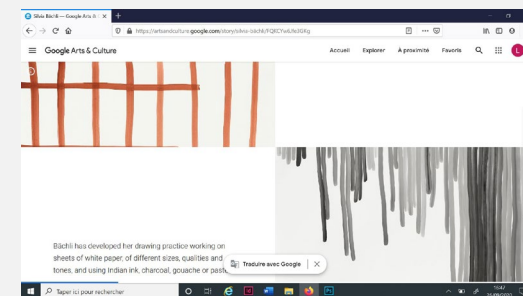 Silvia Bächli — Google Arts &
https://artsandculture.google.com/story/silvia-bächli/
Google Arts & Culture
Accueil Explorer À proximité Favoris
L
Bächli has developed her drawing practice working on
sheets of white paper, of different sizes, qualities and
tones, and using Indian ink, charcoal, gouache or
Traduire avec Google
Taper ici pour rechercher
16:47